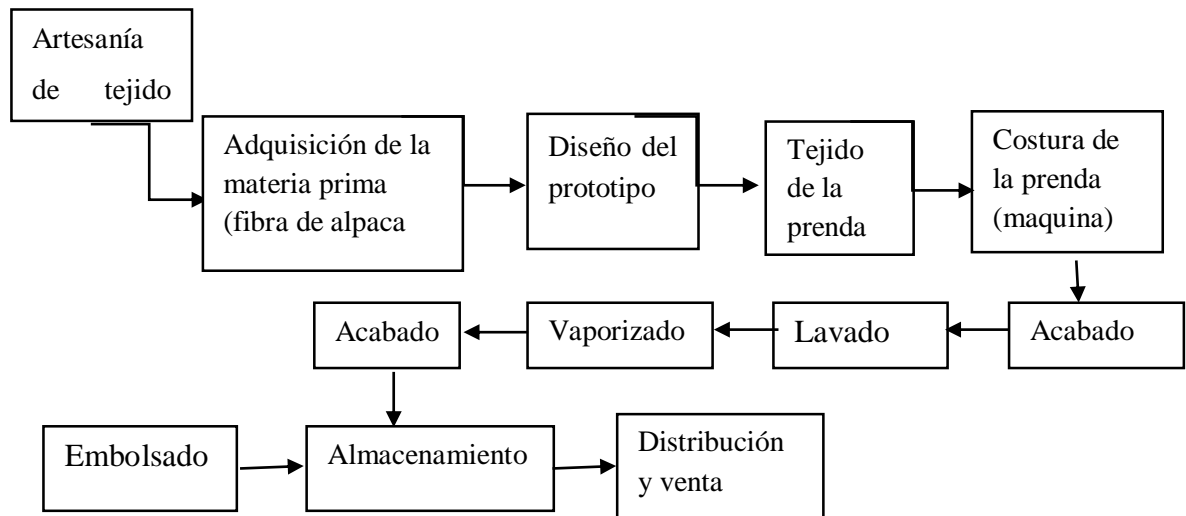 Artesanía
de tejido
Adquisición de la
materia prima
(fibra de alpaca
Diseño del
prototipo
Tejido
de la
prenda
Costura de
la prenda
(maquina)
Acabado
Vaporizado
Lavado
Acabado
Embolsado
Almacenamiento
Distribución
y venta